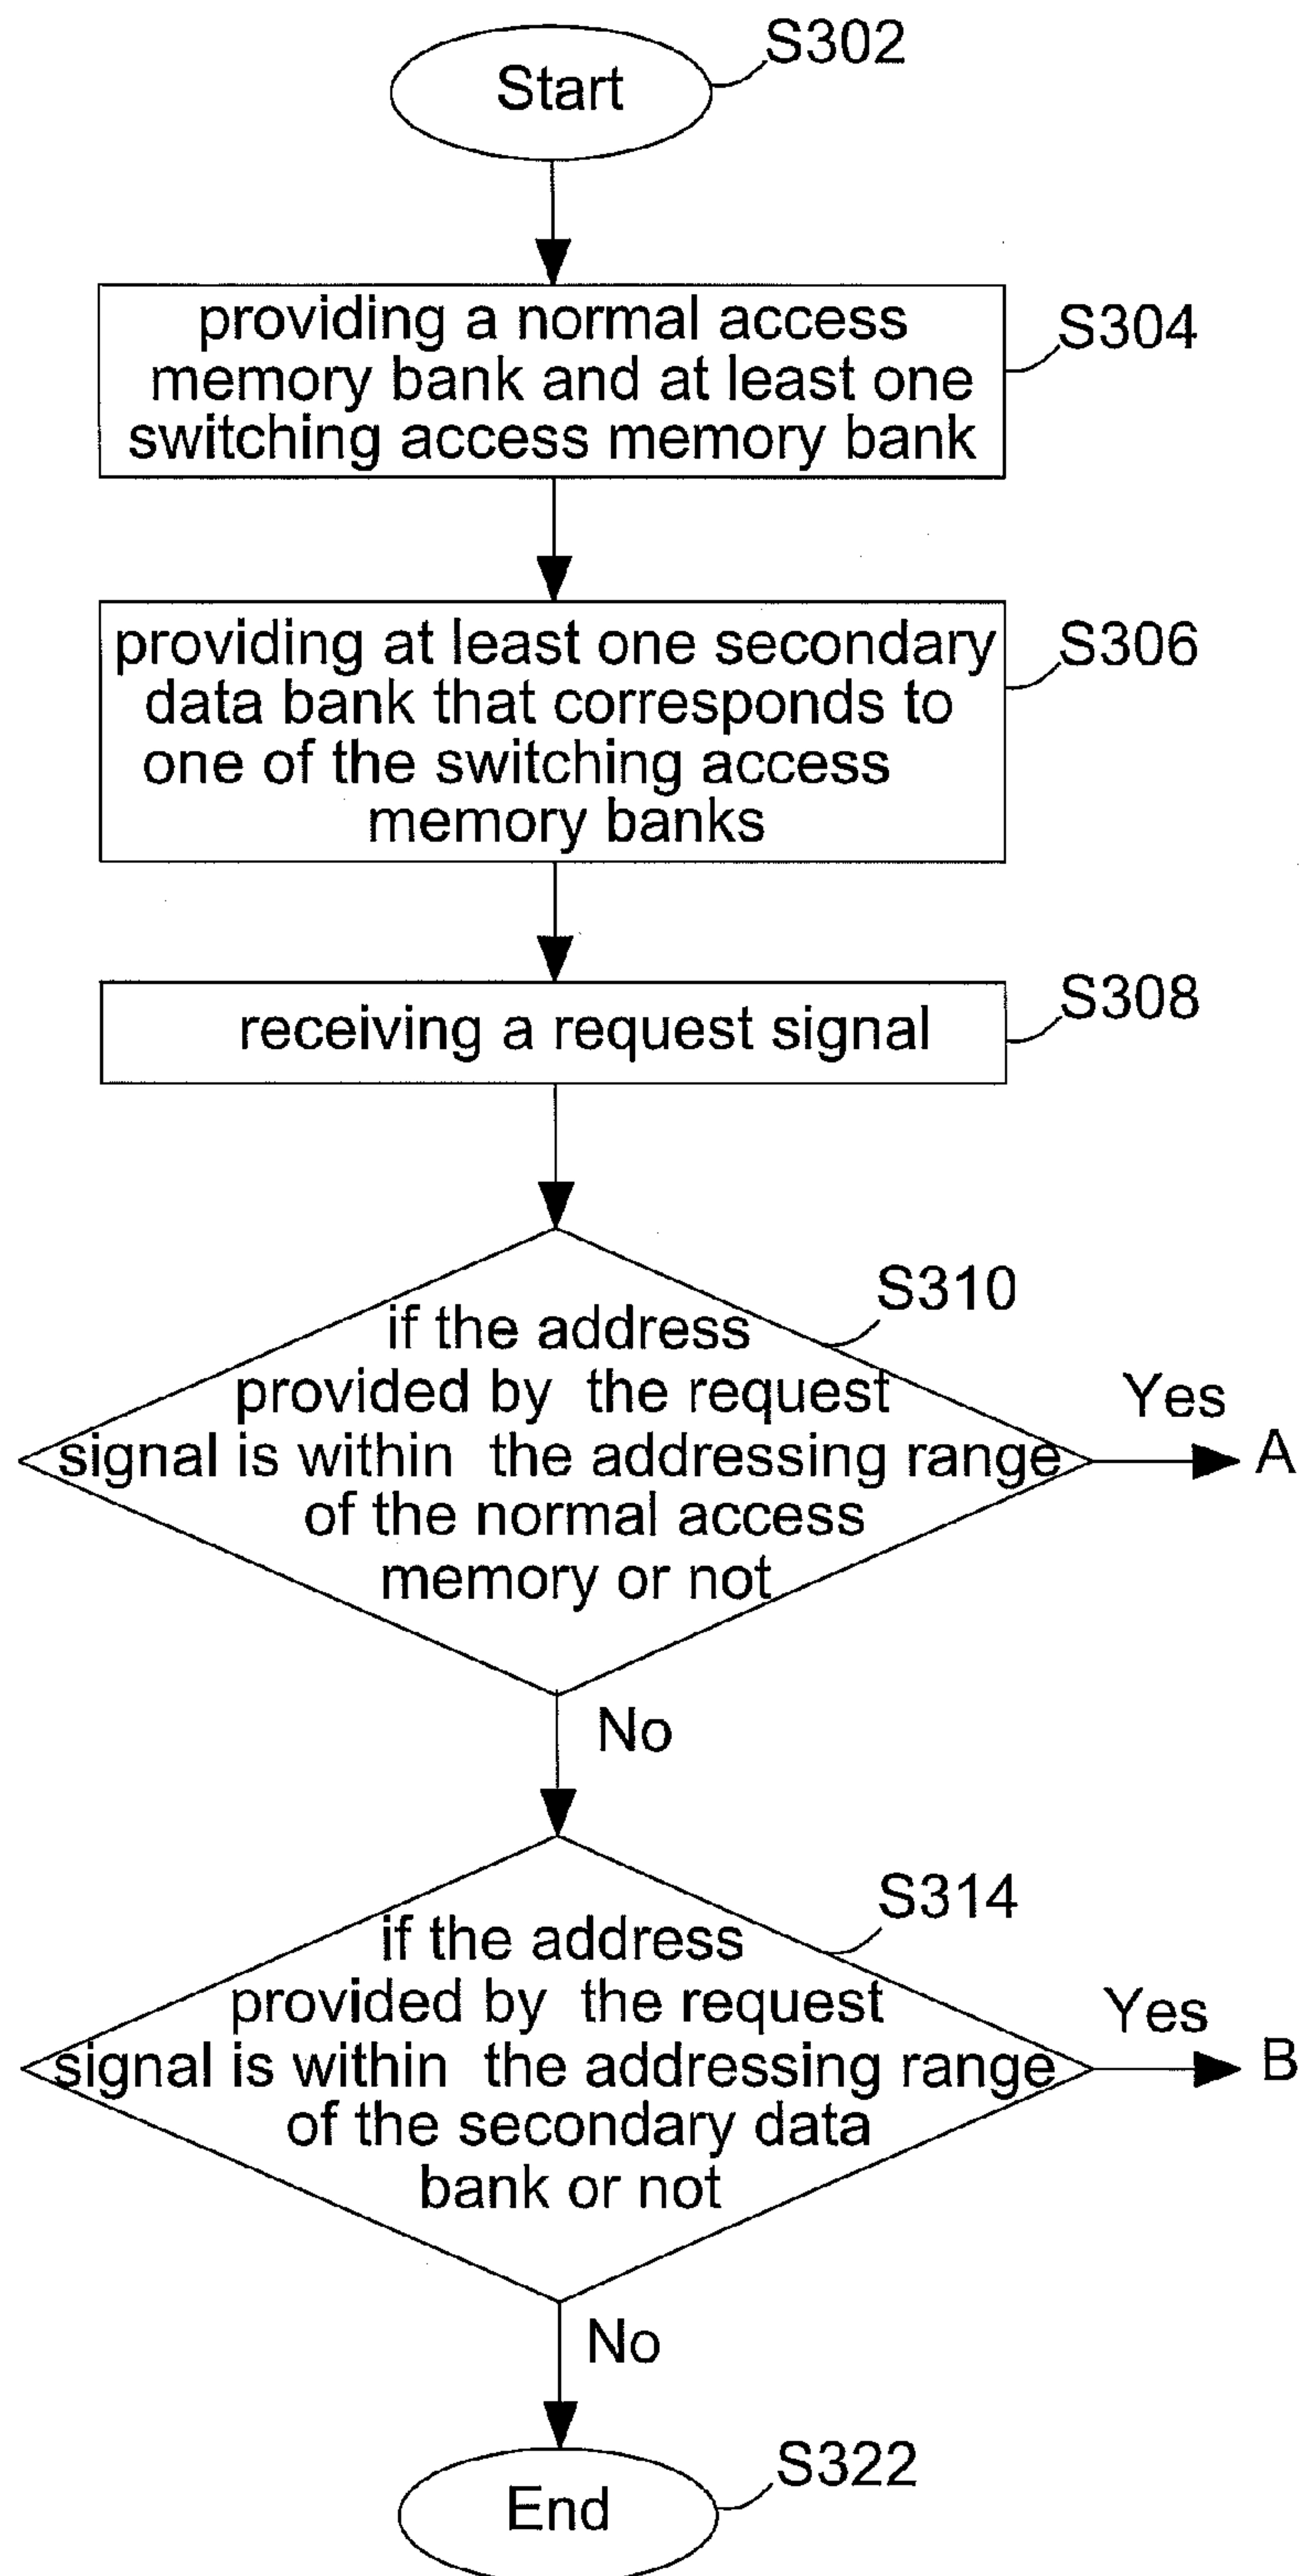 S302
Start
S304
providing a normal access
memory bank and at least one
switching access memory bank
S306
providing at least one secondary
data bank that corresponds to
one of the switching access
memory banks
S308
receiving a request signal
S310
if the address
provided by the request
signal is within the addressing range
of the normal access
memory or not
Yes
A
No
S314
if the address
provided by the request
signal is within the addressing range
of the secondary data
bank or not
Yes
B
No
S322
End